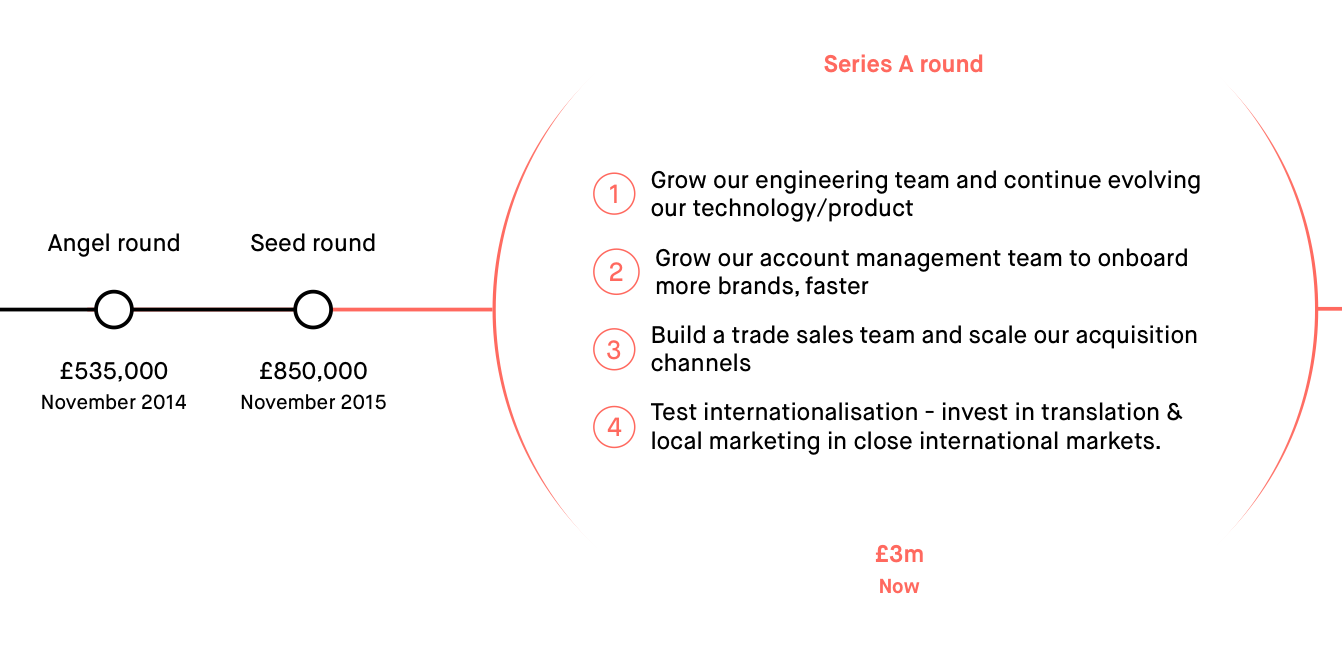 Series A round
1
Grow our engineering team and continue evolving
our technology/product
2
Grow our account management team to onboard
more brands, faster
3
Build a trade sales team and scale our acquisition
channels
4
Test internationalisation - invest in translation &
local marketing in close international markets.
Angel round
Seed round
£535,000
November 2014
£850,000
November 2015
£3m
Now